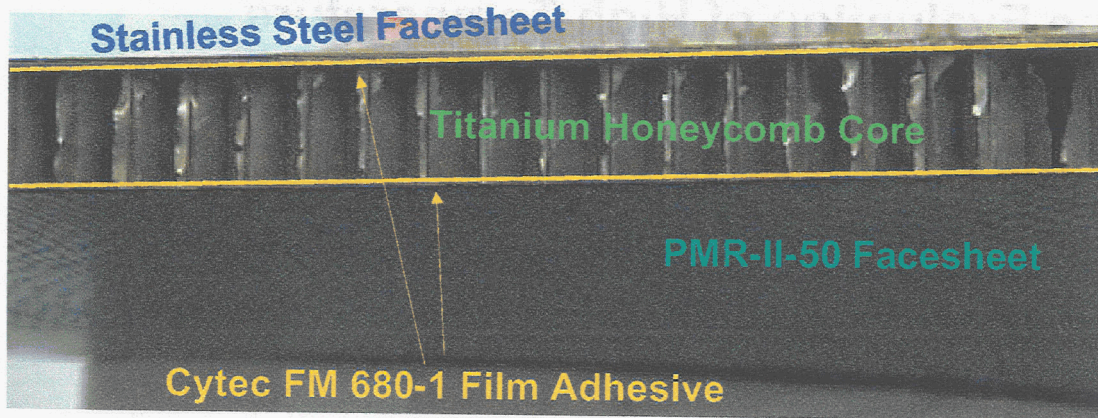 Stainless Steel Facesheet
Titanium Honeycomb Core
PMR-II-50 Facesheet
Cytec FM 680-1 Film Adhesive